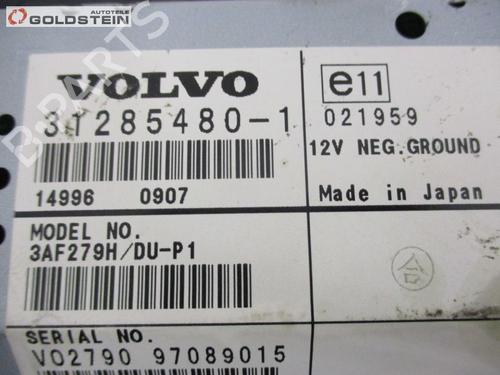 Autoteile
GOLDSTEIN
VOLVO
31285480-1
14996 0907
MODEL NO.
3AF279H/DU-P1
SERIAL NO.
V02790 97089015
e11
021959
12V NEG. GROUND
Made in Japan
合